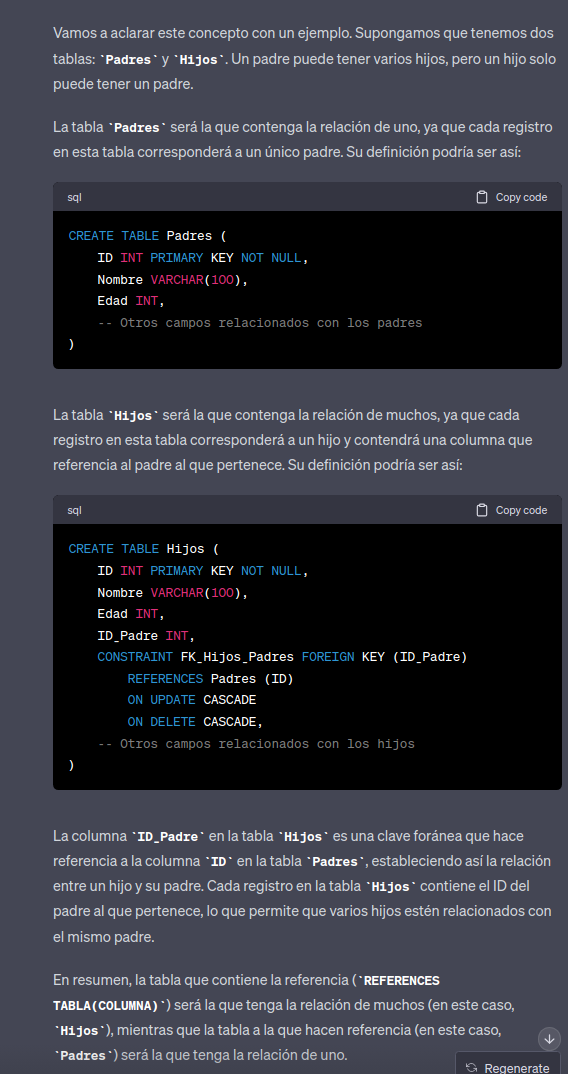 Vamos a aclarar este concepto con un ejemplo. Supongamos que tenemos dos
tablas: `Padres` y `Hijos`. Un padre puede tener varios hijos, pero un hijo solo
puede tener un padre.
La tabla `Padres` será la que contenga la relación de uno, ya que cada registro
en esta tabla corresponderá a un único padre. Su definición podría ser así:
sql Copy code
CREATE TABLE Padres (
    ID INT PRIMARY KEY NOT NULL,
    Nombre VARCHAR(100),
    Edad INT,
    -- Otros campos relacionados con los padres
)
La tabla `Hijos` será la que contenga la relación de muchos, ya que cada
registro en esta tabla corresponderá a un hijo y contendrá una columna que
referencia al padre al que pertenece. Su definición podría ser así:
sql Copy code
CREATE TABLE Hijos (
    ID INT PRIMARY KEY NOT NULL,
    Nombre VARCHAR(100),
    Edad INT,
    ID_Padre INT,
    CONSTRAINT FK_Hijos_Padres FOREIGN KEY (ID_Padre)
        REFERENCES Padres (ID)
        ON UPDATE CASCADE
        ON DELETE CASCADE,
    -- Otros campos relacionados con los hijos
)
La columna `ID_Padre` en la tabla `Hijos` es una clave foránea que hace
referencia a la columna `ID` en la tabla `Padres`, estableciendo así la relación
entre un hijo y su padre. Cada registro en la tabla `Hijos` contiene el ID del
padre al que pertenece, lo que permite que varios hijos estén relacionados con
el mismo padre.
En resumen, la tabla que contiene la referencia (`REFERENCES
TABLA(COLUMNA)`) será la que tenga la relación de muchos (en este caso,
`Hijos`), mientras que la tabla a la que hacen referencia (en este caso,
`Padres`) será la que tenga la relación de uno.
Regenerate